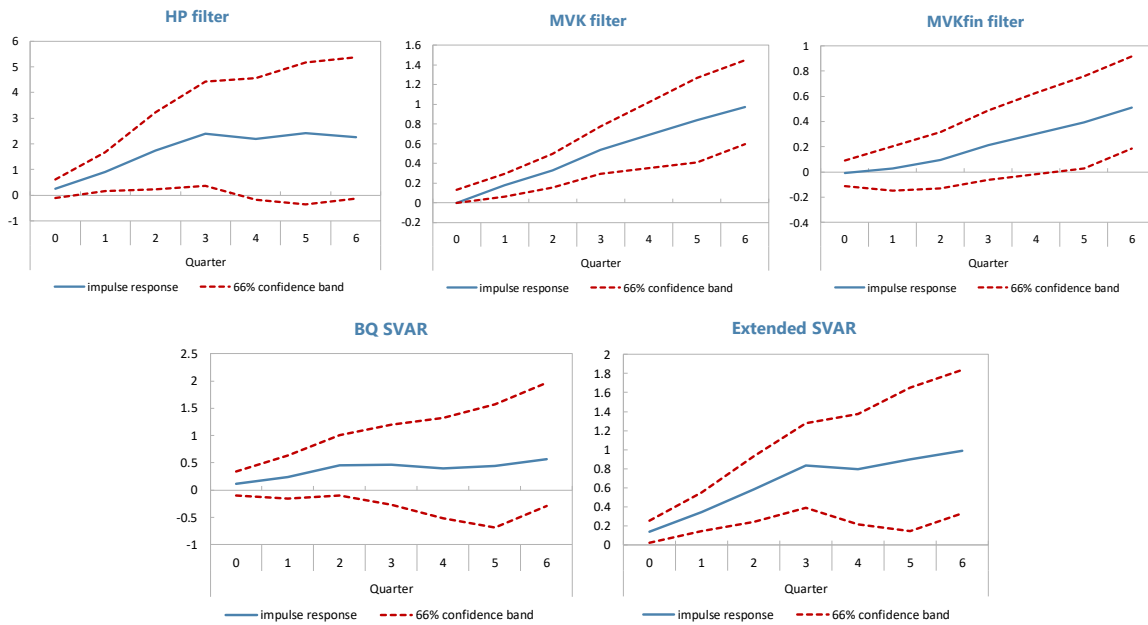 HP filter
6
5
4
3
2
1
0
-1
0 1 2 3 4 5 6
Quarter
impulse response 66% confidence band
MVK filter
1.6
1.4
1.2
1
0.8
0.6
0.4
0.2
0
-0.2
0 1 2 3 4 5 6
Quarter
impulse response 66% confidence band
MVKfin filter
1
0.8
0.6
0.4
0.2
0
-0.2
-0.4
0 1 2 3 4 5 6
Quarter
impulse response 66% confidence band
BQ SVAR
2.5
2
1.5
1
0.5
0
-0.5
-1
0 1 2 3 4 5 6
Quarter
impulse response 66% confidence band
Extended SVAR
2
1.8
1.6
1.4
1.2
1
0.8
0.6
0.4
0.2
0
0 1 2 3 4 5 6
Quarter
impulse response 66% confidence band